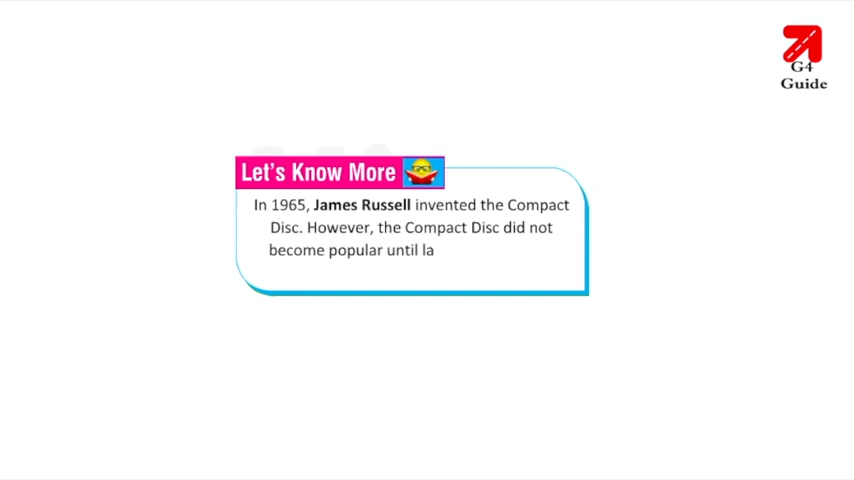 G4
Guide
Let's Know More
In 1965, James Russell invented the Compact
Disc. However, the Compact Disc did not
become popular until la